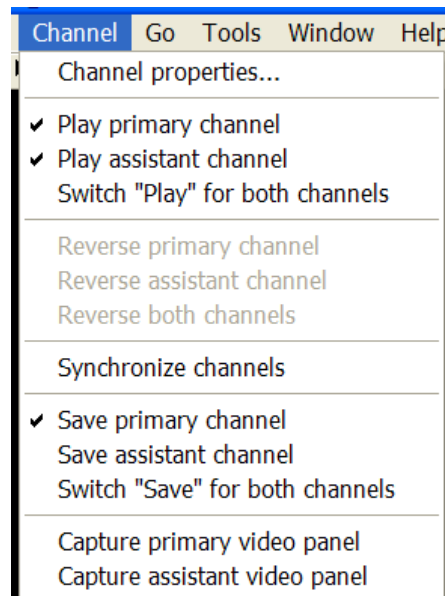 Channel Go Tools Window Help
Channel properties...
Play primary channel
Play assistant channel
Switch "Play" for both channels
Reverse primary channel
Reverse assistant channel
Reverse both channels
Synchronize channels
Save primary channel
Save assistant channel
Switch "Save" for both channels
Capture primary video panel
Capture assistant video panel